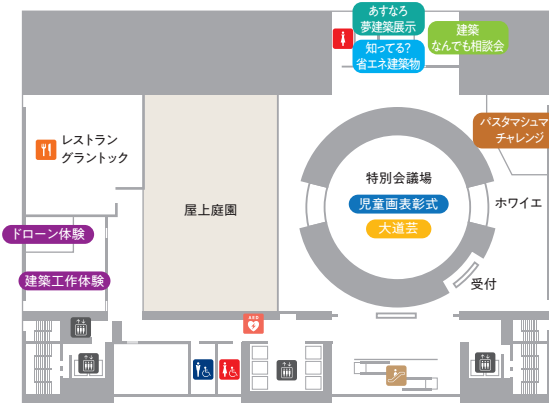 あすなろ
夢建築展示
知ってる?
省エネ建築物
建築
なんでも相談会
パスタマシュマ
チャレンジ
レストラン
グラントック
特別会議場
児童画表彰式
大道芸
ホワイエ
屋上庭園
ドローン体験
建築工作体験
受付
AED